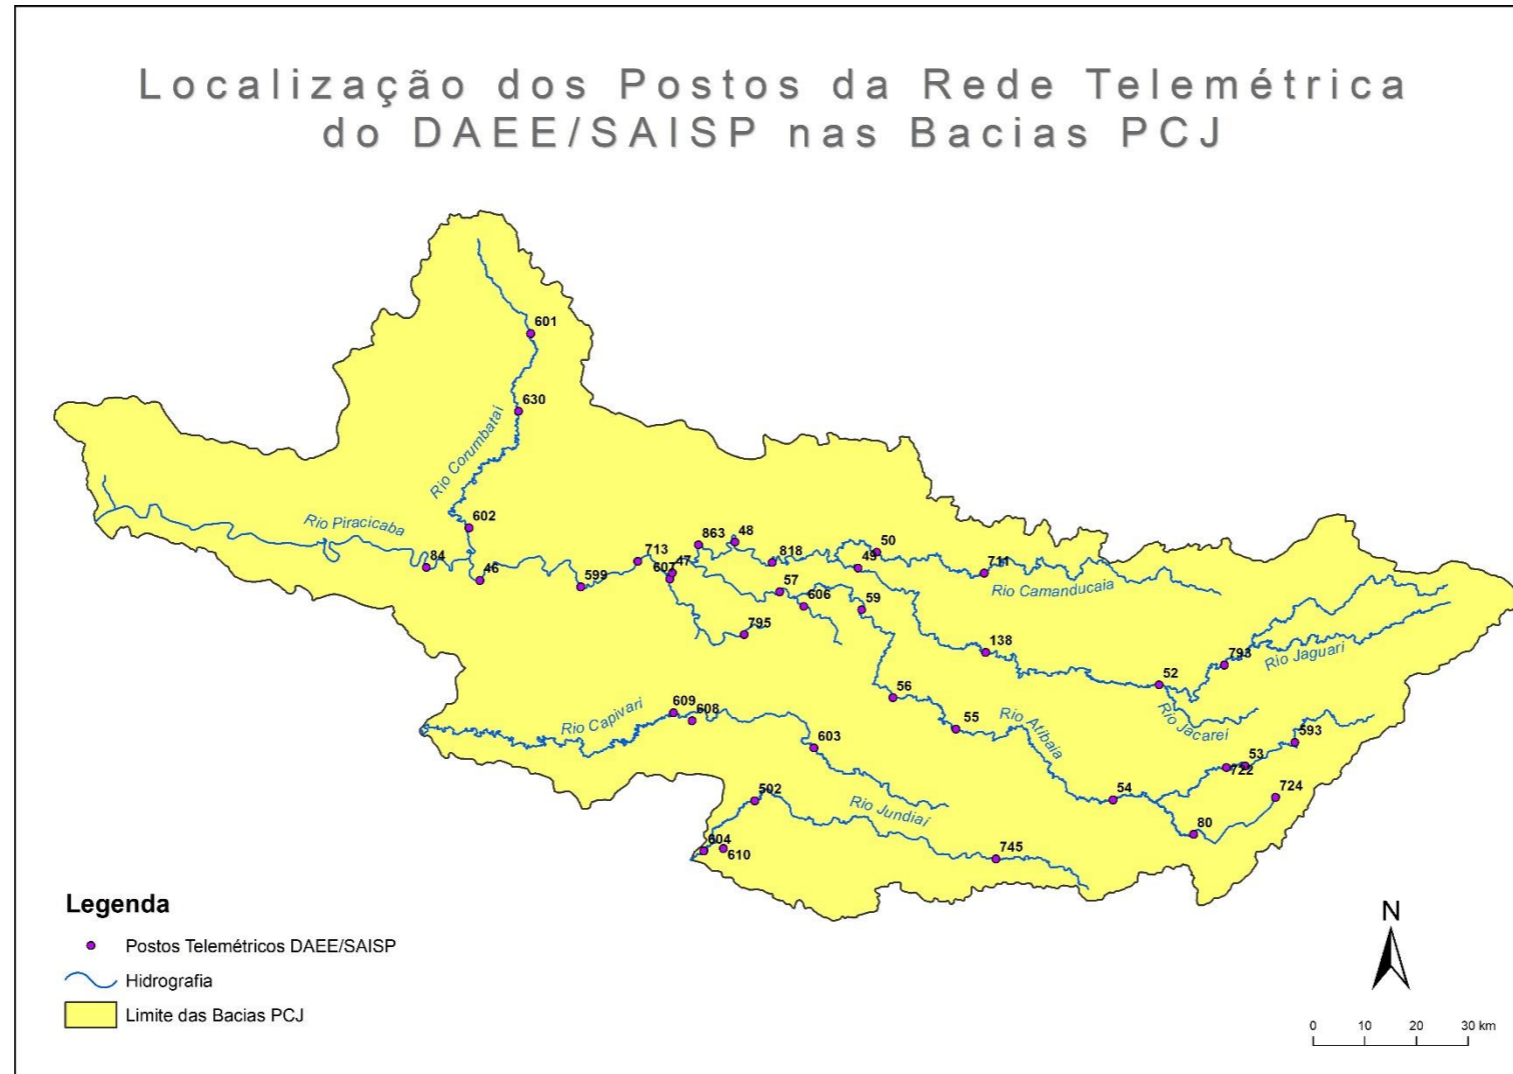 Localização dos Postos da Rede Telemétrica
do DAEE/SAISP nas Bacias PCJ
601
630
Rio Corumbataí
602
Rio Piracicaba
84
46
599
713
607
47
863
48
818
50
49
711
Rio Camanducaia
57
606
59
795
138
52
793
Rio Jaguari
Rio Jacareí
56
55
Rio Atibaia
609
608
Rio Capivari
603
593
53
722
724
54
80
502
Rio Jundiaí
604
610
745
Legenda
Postos Telemétricos DAEE/SAISP
Hidrografia
Limite das Bacias PCJ
N
0 10 20 30 km